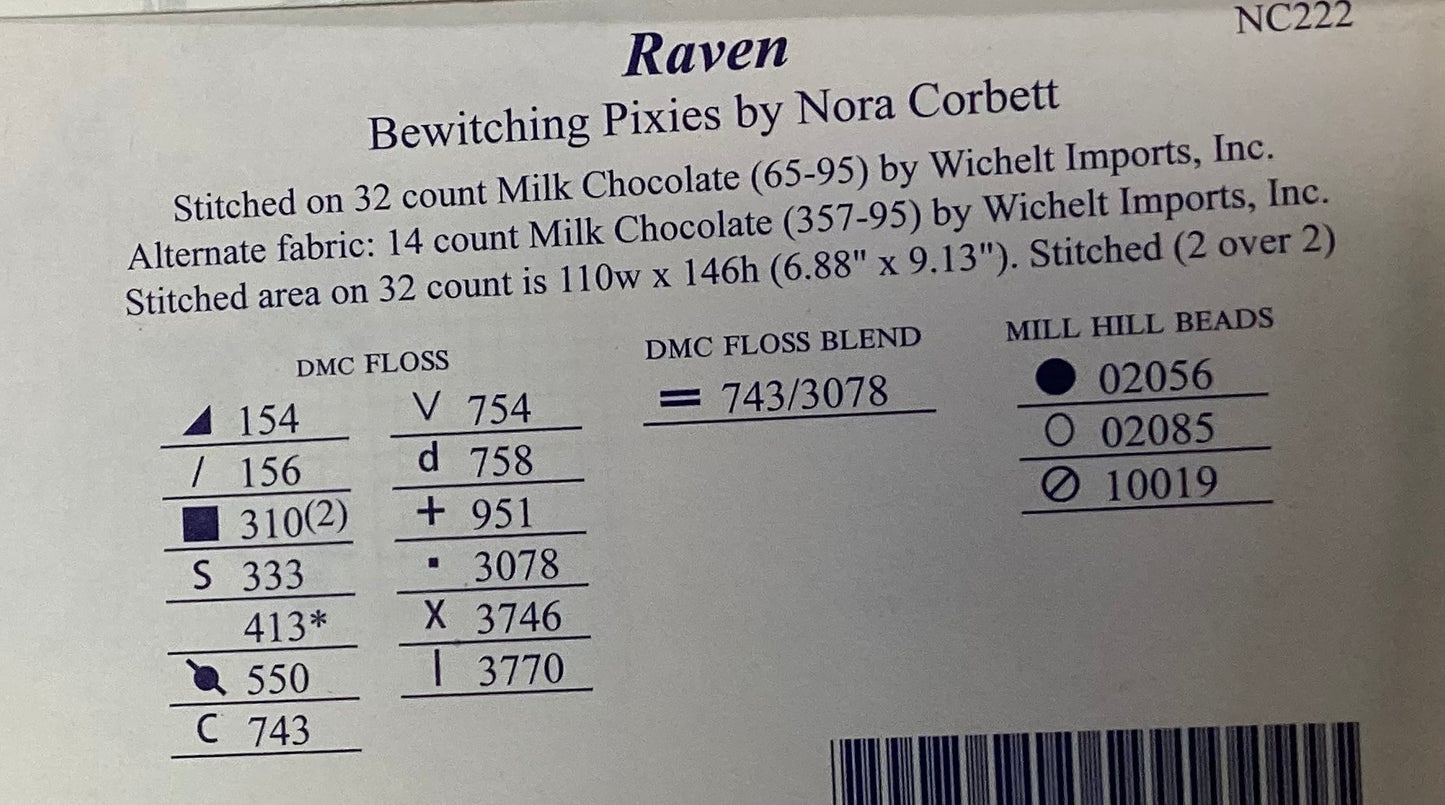 NC222
Raven
Bewitching Pixies by Nora Corbett
Stitched on 32 count Milk Chocolate (65-95) by Wichelt Imports, Inc.
Alternate fabric: 14 count Milk Chocolate (357-95) by Wichelt Imports, Inc.
Stitched area on 32 count is 110w x 146h (6.88" x 9.13"). Stitched (2 over 2)
DMC FLOSS
154
/ 156
310(2)
S 333
413*
550
C 743
V 754
d 758
+ 951
▪ 3078
X 3746
| 3770
DMC FLOSS BLEND
= 743/3078
MILL HILL BEADS
● 02056
○ 02085
⊘ 10019